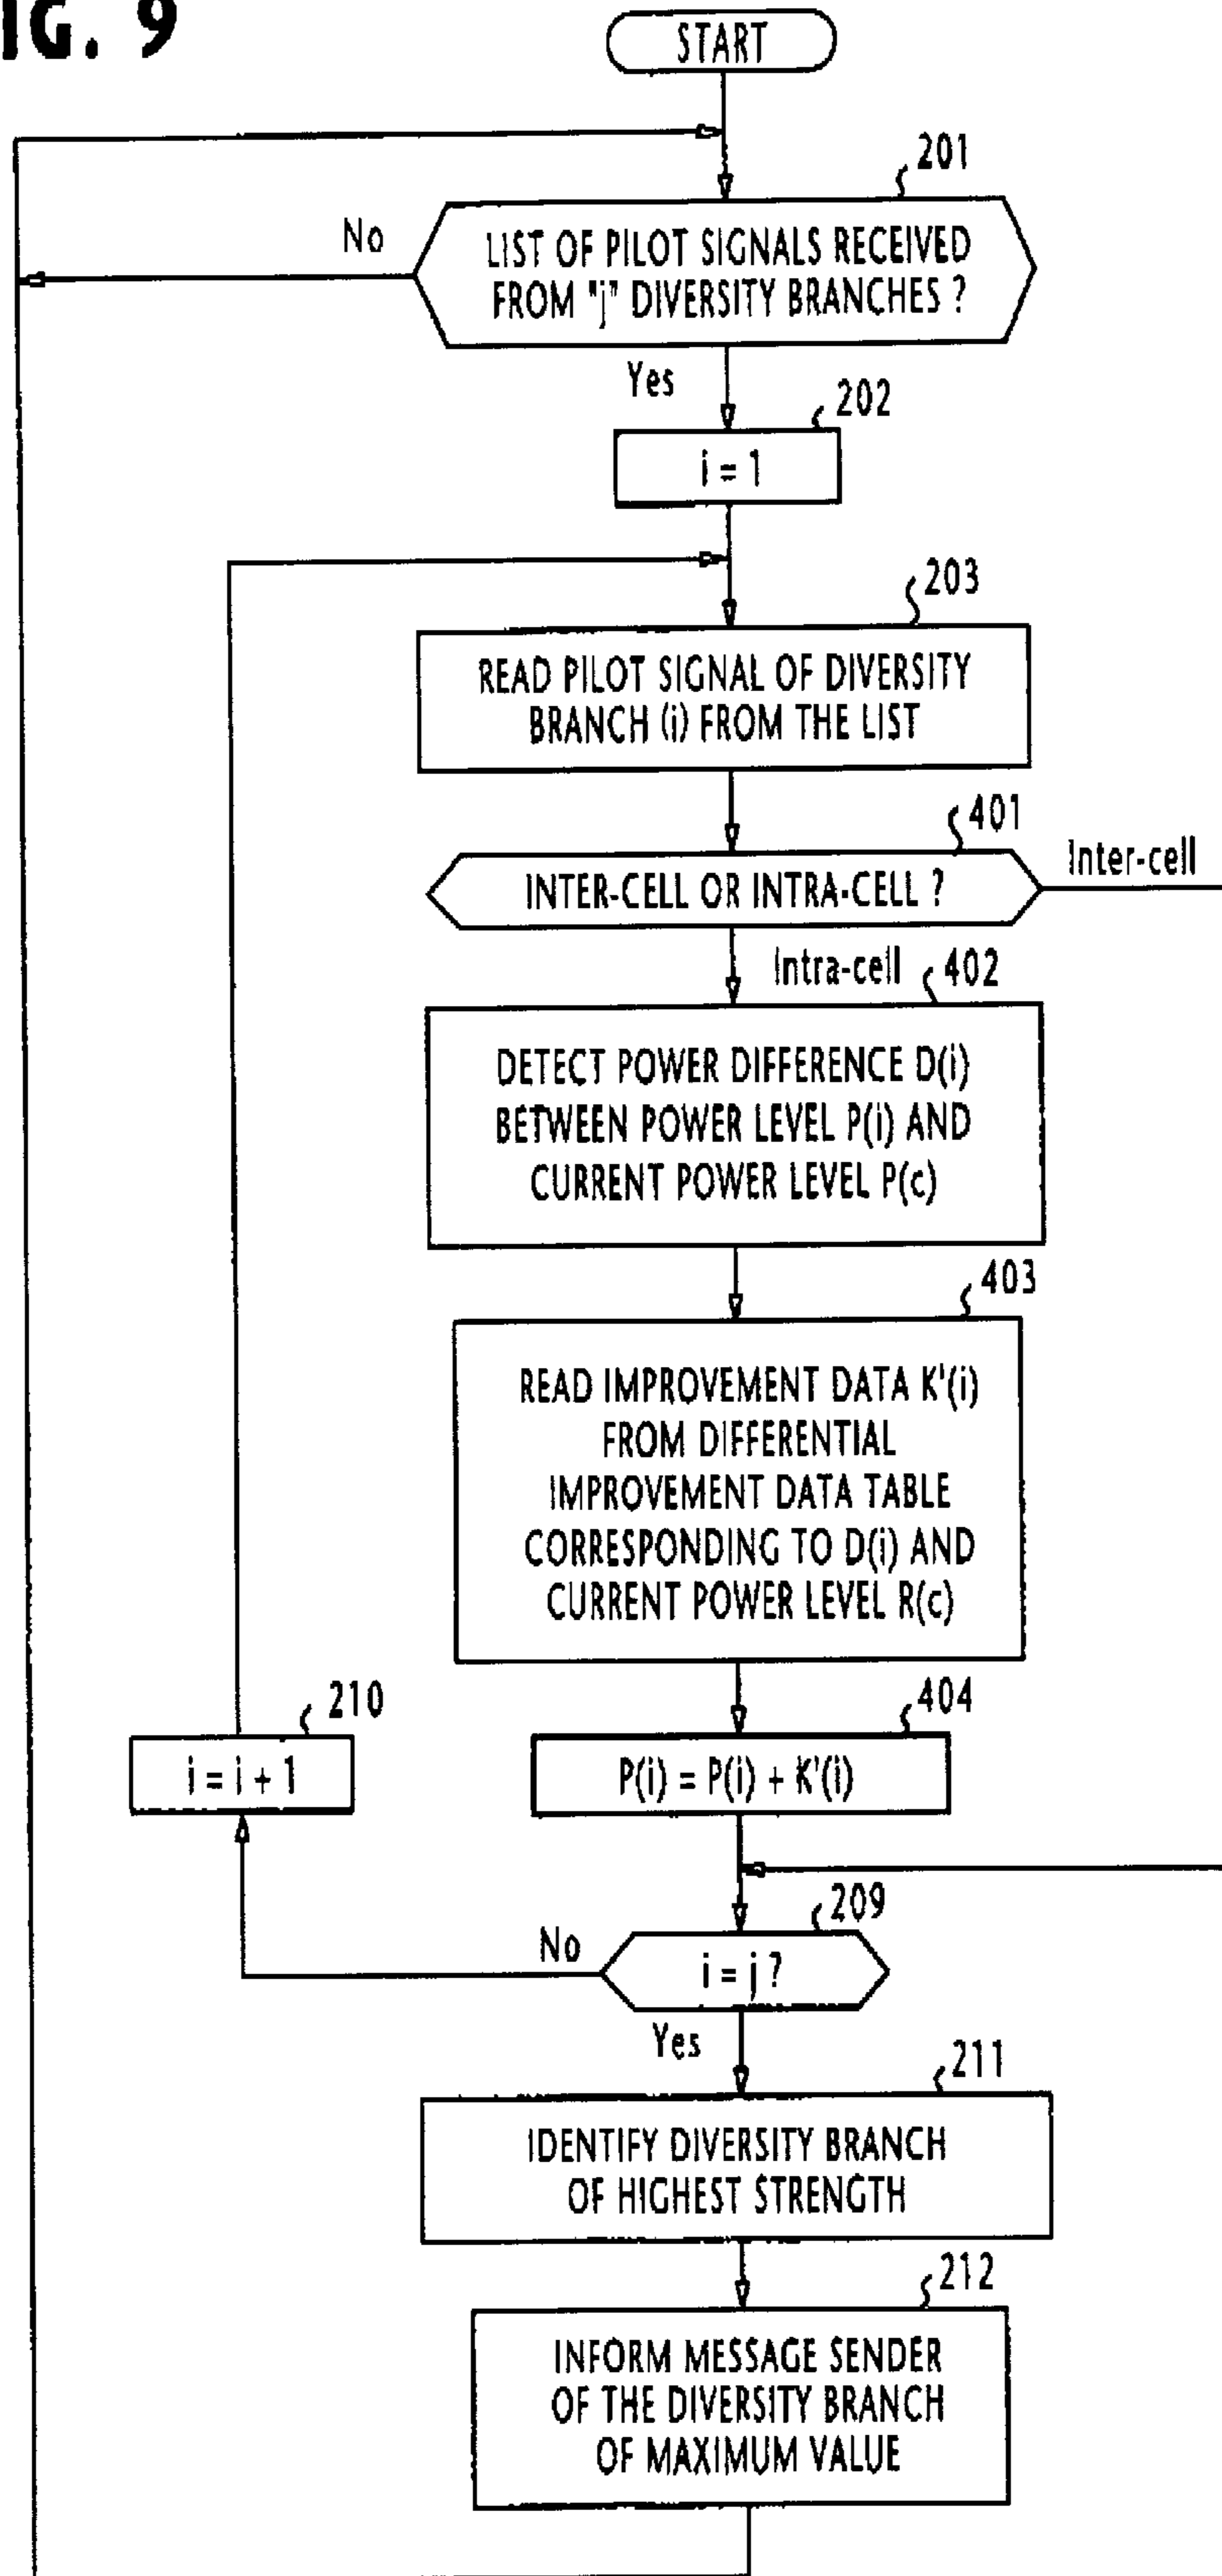 IG. 9
START
201
No
LIST OF PILOT SIGNALS RECEIVED
FROM "j" DIVERSITY BRANCHES ?
Yes
202
i = 1
203
READ PILOT SIGNAL OF DIVERSITY
BRANCH (i) FROM THE LIST
401
Inter-cell
INTER-CELL OR INTRA-CELL ?
Intra-cell
402
DETECT POWER DIFFERENCE D(i)
BETWEEN POWER LEVEL P(i) AND
CURRENT POWER LEVEL P(c)
403
READ IMPROVEMENT DATA K'(i)
FROM DIFFERENTIAL
IMPROVEMENT DATA TABLE
CORRESPONDING TO D(i) AND
CURRENT POWER LEVEL R(c)
210
404
i = i + 1
P(i) = P(i) + K'(i)
209
No
i = j ?
Yes
211
IDENTIFY DIVERSITY BRANCH
OF HIGHEST STRENGTH
212
INFORM MESSAGE SENDER
OF THE DIVERSITY BRANCH
OF MAXIMUM VALUE